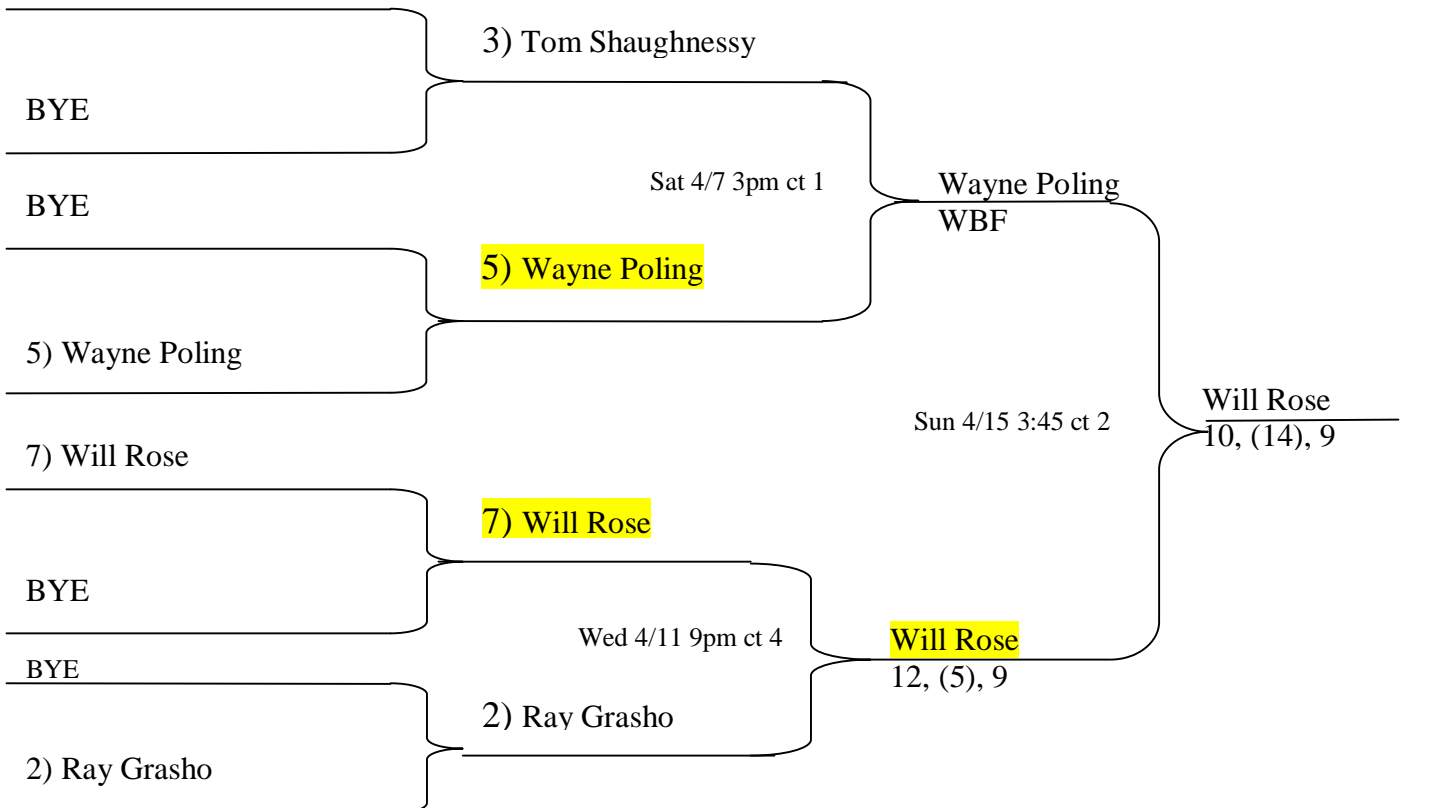 3) Tom Shaughnessy
BYE
Sat 4/7 3pm ct 1
Wayne Poling
WBF
BYE
5) Wayne Poling
5) Wayne Poling
Will Rose
10, (14), 9
Sun 4/15 3:45 ct 2
7) Will Rose
7) Will Rose
BYE
Wed 4/11 9pm ct 4
Will Rose
12, (5), 9
BYE
2) Ray Grasho
2) Ray Grasho